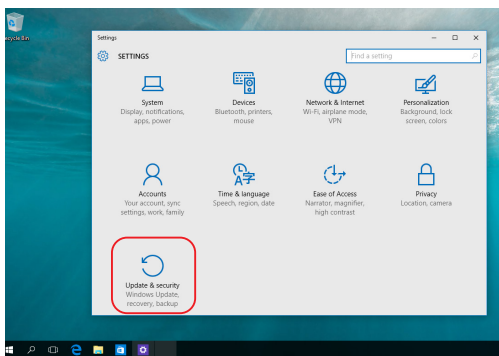 Recycle Bin
Settings
SETTINGS
Find a setting
System
Display, notifications,
apps, power
Devices
Bluetooth, printers,
mouse
Network & Internet
Wi-Fi, airplane mode,
VPN
Personalization
Background, lock
screen, colors
Accounts
Your account, sync
settings, work, family
Time & language
Speech, region, date
Ease of Access
Narrator, magnifier,
high contrast
Privacy
Location, camera
Update & security
Windows Update,
recovery, backup